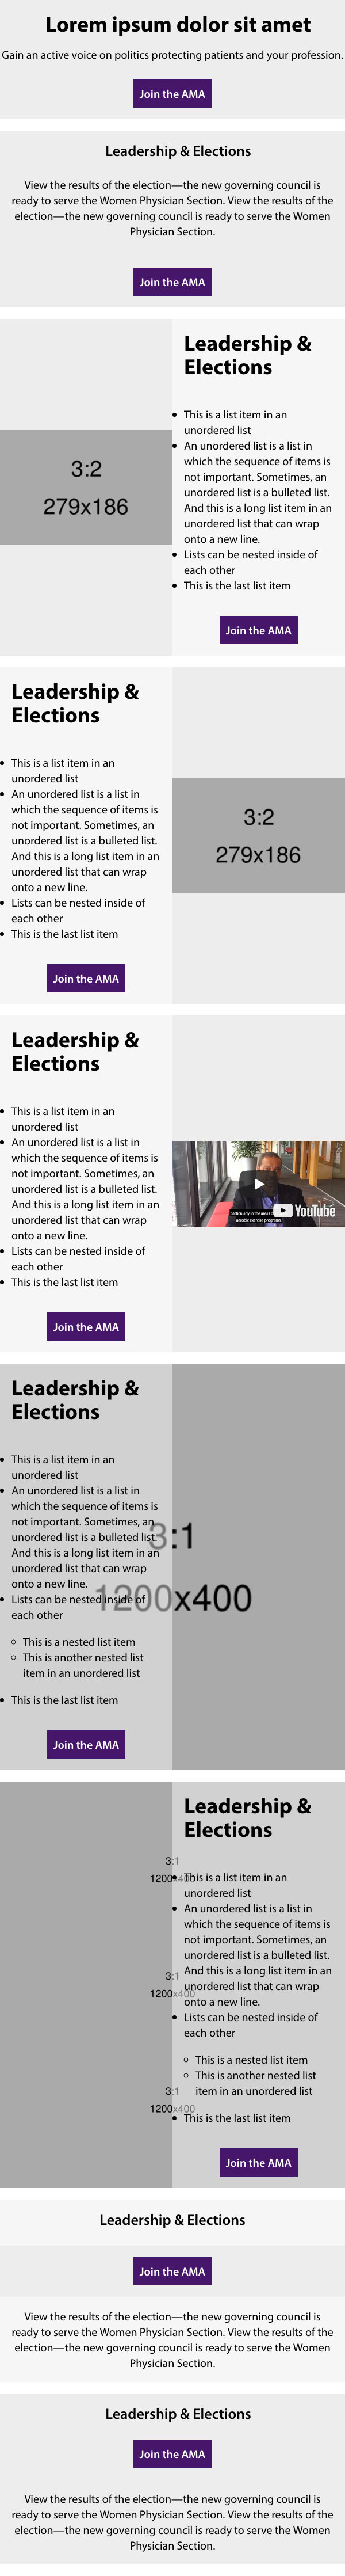 Lorem ipsum dolor sit amet
Gain an active voice on politics protecting patients and your profession.
Join the AMA
Leadership & Elections
View the results of the election—the new governing council is
ready to serve the Women Physician Section. View the results of the
election—the new governing council is ready to serve the Women
Physician Section.
Join the AMA
3:2
279x186
Leadership &
Elections
This is a list item in an
unordered list
An unordered list is a list in
which the sequence of items is
not important. Sometimes, an
unordered list is a bulleted list.
And this is a long list item in an
unordered list that can wrap
onto a new line.
Lists can be nested inside of
each other
This is the last list item
Join the AMA
Leadership &
Elections
This is a list item in an
unordered list
An unordered list is a list in
which the sequence of items is
not important. Sometimes, an
unordered list is a bulleted list.
And this is a long list item in an
unordered list that can wrap
onto a new line.
Lists can be nested inside of
each other
This is the last list item
Join the AMA
3:2
279x186
Leadership &
Elections
This is a list item in an
unordered list
An unordered list is a list in
which the sequence of items is
not important. Sometimes, an
unordered list is a bulleted list.
And this is a long list item in an
unordered list that can wrap
onto a new line.
Lists can be nested inside of
each other
This is the last list item
Join the AMA
particularly in the areas
aerobic exercise programs
YouTube
Leadership &
Elections
This is a list item in an
unordered list
An unordered list is a list in
which the sequence of items is
not important. Sometimes, an
unordered list is a bulleted list.
And this is a long list item in an
unordered list that can wrap
onto a new line.
Lists can be nested inside of
each other
This is a nested list item
This is another nested list
item in an unordered list
This is the last list item
Join the AMA
3:1
1200x400
3:1
1200x400
3:1
1200x400
3:1
1200x400
Leadership &
Elections
This is a list item in an
unordered list
An unordered list is a list in
which the sequence of items is
not important. Sometimes, an
unordered list is a bulleted list.
And this is a long list item in an
unordered list that can wrap
onto a new line.
Lists can be nested inside of
each other
This is a nested list item
This is another nested list
item in an unordered list
This is the last list item
Join the AMA
Leadership & Elections
Join the AMA
View the results of the election—the new governing council is
ready to serve the Women Physician Section. View the results of the
election—the new governing council is ready to serve the Women
Physician Section.
Leadership & Elections
Join the AMA
View the results of the election—the new governing council is
ready to serve the Women Physician Section. View the results of the
election—the new governing council is ready to serve the Women
Physician Section.